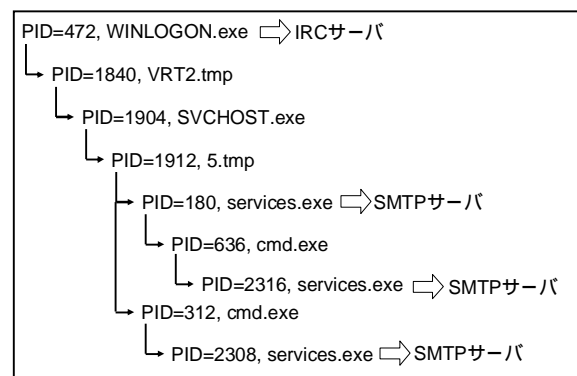 PID=472, WINLOGON.exe ⇨ IRCサーバ
PID=1840, VRT2.tmp
PID=1904, SVCHOST.exe
PID=1912, 5.tmp
PID=180, services.exe ⇨ SMTPサーバ
PID=636, cmd.exe
PID=2316, services.exe ⇨ SMTPサーバ
PID=312, cmd.exe
PID=2308, services.exe ⇨ SMTPサーバ